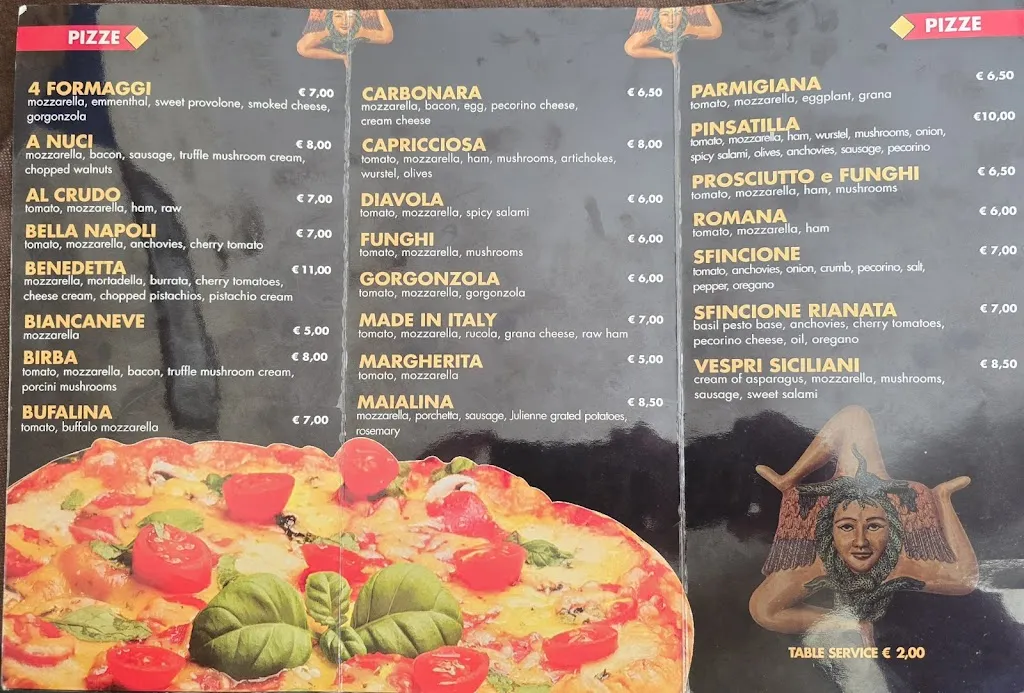 PIZZE
4 FORMAGGI € 7,00
mozzarella, emmenthal, sweet provolone, smoked cheese,
gorgonzola
A NUCI € 8,00
mozzarella, bacon, sausage, truffle mushroom cream,
chopped walnuts
AL CRUDO € 7,00
tomato, mozzarella, ham, raw
BELLA NAPOLI € 7,00
tomato, mozzarella, anchovies, cherry tomato
BENEDETTA € 11,00
mozzarella, mortadella, burrata, cherry tomatoes,
cheese cream, chopped pistachios, pistachio cream
BIANCANEVE € 5,00
mozzarella
BIRBA € 8,00
tomato, mozzarella, bacon, truffle mushroom cream,
porcini mushrooms
BUFALINA € 7,00
tomato, buffalo mozzarella
CARBONARA € 6,50
mozzarella, bacon, egg, pecorino cheese,
cream cheese
CAPRICCIOSA € 8,00
tomato, mozzarella, ham, mushrooms, artichokes,
wurstel, olives
DIAVOLA € 6,00
tomato, mozzarella, spicy salami
FUNGHI € 6,00
tomato, mozzarella, mushrooms
GORGONZOLA € 6,00
tomato, mozzarella, gorgonzola
MADE IN ITALY € 7,00
tomato, mozzarella, rucola, grana cheese, raw ham
MARGHERITA € 5,00
tomato, mozzarella
MAIALINA € 8,50
mozzarella, porchetta, sausage, Julienne grated potatoes,
rosemary
PIZZE
PARMIGIANA € 6,50
tomato, mozzarella, eggplant, grana
PINSATILLA €10,00
tomato, mozzarella, ham, wurstel, mushrooms, onion,
spicy salami, olives, anchovies, sausage, pecorino
PROSCIUTTO e FUNGHI € 6,50
tomato, mozzarella, ham, mushrooms
ROMANA € 6,00
tomato, mozzarella, ham
SFINCIONE € 7,00
tomato, anchovies, onion, crumb, pecorino, salt,
pepper, oregano
SFINCIONE RIANATA € 7,00
basil pesto base, anchovies, cherry tomatoes,
pecorino cheese, oil, oregano
VESPRI SICILIANI € 8,50
cream of asparagus, mozzarella, mushrooms,
sausage, sweet salami
TABLE SERVICE € 2,00